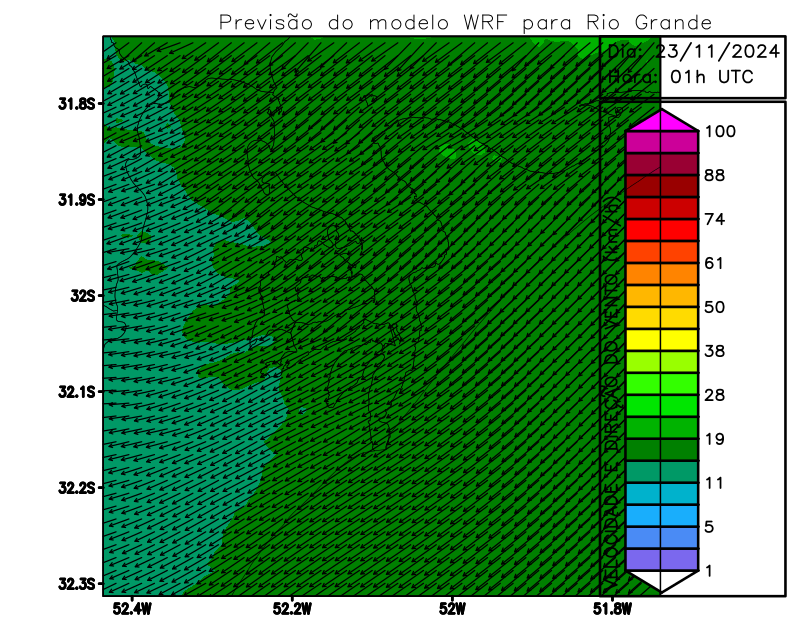 Previsão do modelo WRF para Rio Grande
Dia: 23/11/2024
Hora: 01h UTC
31.8S
31.9S
32S
32.1S
32.2S
32.3S
52.4W
52.2W
52W
51.8W
VELOCIDADE E DIREÇÃO DO VENTO (km/h)
100
88
74
61
50
38
28
19
11
5
1